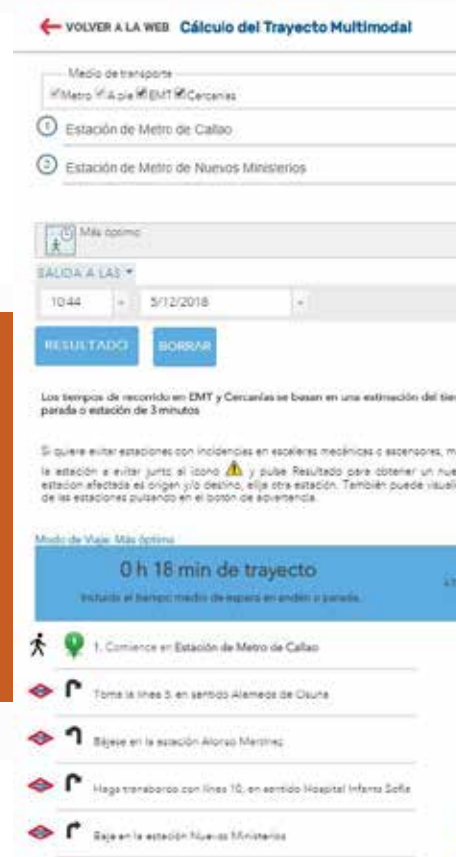 VOLVER A LA WEB Cálculo del Trayecto Multimodal
Medio de transporte
Metro A pie EMT Cercanías
1 Estación de Metro de Callao
2 Estación de Metro de Nuevos Ministerios
Más óptimo
SALIDA A LAS
10:44 5/12/2018
RESULTADO BORRAR
Los tiempos de recorrido en EMT y Cercanías se basan en una estimación del tie
parada o estación de 3 minutos
Si quiere evitar estaciones con incidencias en escaleras mecánicas o ascensores, m
la estación a evitar junto al icono y pulse Resultado para obtener un nue
estacion afectada es origen y/o destino, elija otra estación. También puede visuali
de las estaciones pulsando en el botón de advertencia.
Modo de Viaje: Más óptimo
0 h 18 min de trayecto
Incluido el tiempo medio de espera en andén o parada.
1. Comience en Estación de Metro de Callao
Tome la línea 5, en sentido Alameda de Osuna
Bájese en la estación Alonso Martínez
Haga transbordo con línea 10, en sentido Hospital Infanta Sofía
Baje en la estación Nuevos Ministerios